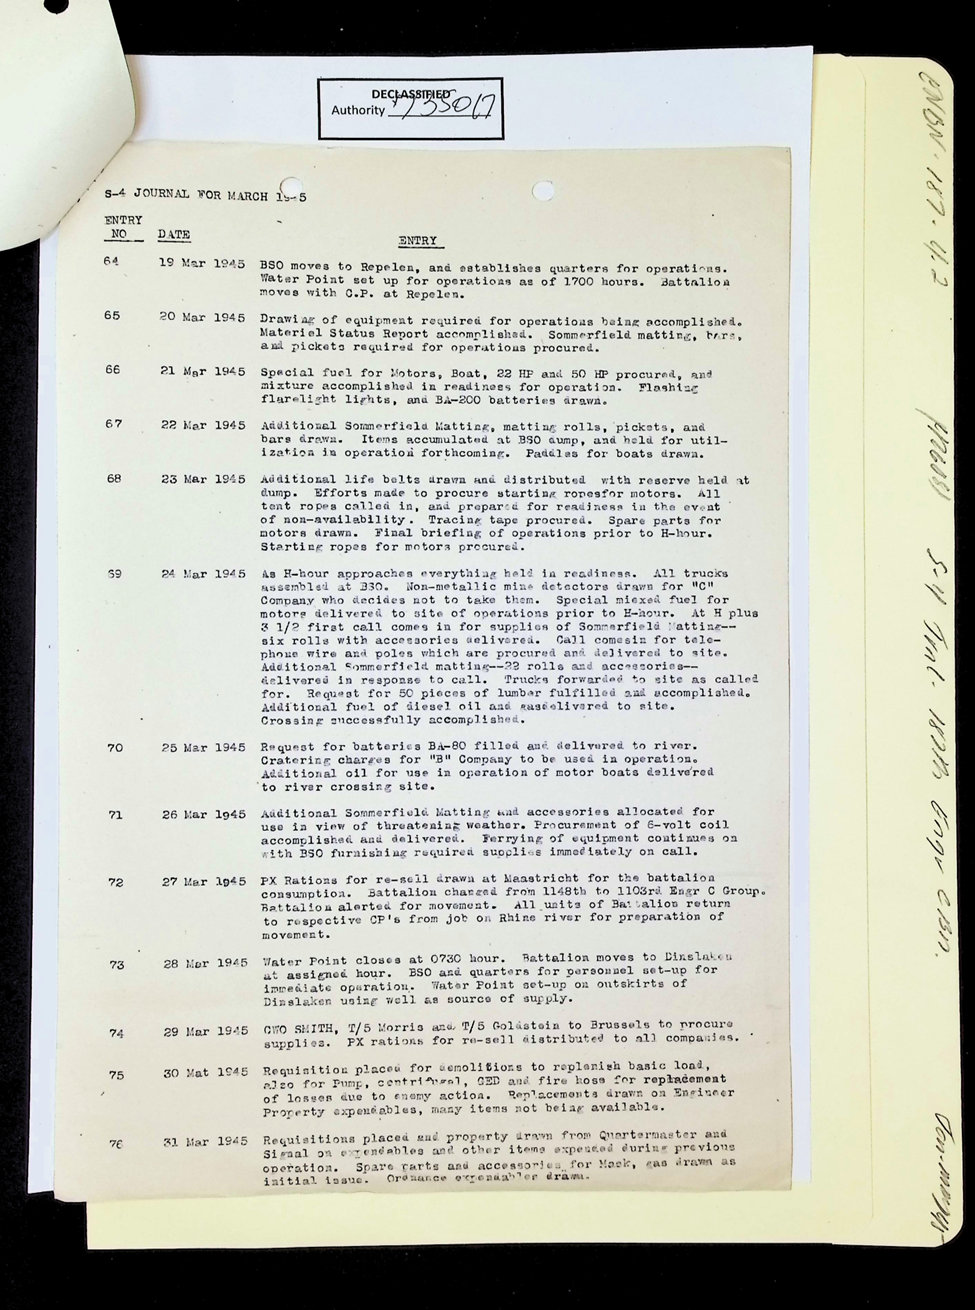 DECLASSIFIED
Authority 735017
S-4 JOURNAL FOR MARCH 1945
ENTRY
NO DATE ENTRY
64 19 Mar 1945 BSO moves to Repelen, and establishes quarters for operations.
Water Point set up for operations as of 1700 hours. Battalion
moves with C.P. at Repelen.
65 20 Mar 1945 Drawing of equipment required for operations being accomplished.
Materiel Status Report accomplished. Sommerfield matting, bars,
and pickets required for operations procured.
66 21 Mar 1945 Special fuel for Motors, Boat, 22 HP and 50 HP procured, and
mixture accomplished in readiness for operation. Flashing
flarelight lights, and BA-200 batteries drawn.
67 22 Mar 1945 Additional Sommerfield Matting, matting rolls, pickets, and
bars drawn. Items accumulated at BSO dump, and held for util-
ization in operation forthcoming. Paddles for boats drawn.
68 23 Mar 1945 Additional life belts drawn and distributed with reserve held at
dump. Efforts made to procure starting ropesfor motors. All
tent ropes called in, and prepared for readiness in the event
of non-availability. Tracing tape procured. Spare parts for
motors drawn. Final briefing of operations prior to H-hour.
Starting ropes for motors procured.
69 24 Mar 1945 As H-hour approaches everything held in readiness. All trucks
assembled at BSO. Non-metallic mine detectors drawn for "C"
Company who decides not to take them. Special miexed fuel for
motors delivered to site of operations prior to H-hour. At H plus
3 1/2 first call comes in for supplies of Sommerfield Matting--
six rolls with accessories delivered. Call comesin for tele-
phone wire and poles which are procured and delivered to site.
Additional Sommerfield matting--22 rolls and accessories--
delivered in response to call. Trucks forwarded to site as called
for. Request for 50 pieces of lumber fulfilled and accomplished.
Additional fuel of diesel oil and gasdelivered to site.
Crossing successfully accomplished.
70 25 Mar 1945 Request for batteries BA-80 filled and delivered to river.
Cratering charges for "B" Company to be used in operation.
Additional oil for use in operation of motor boats delivered
to river crossing site.
71 26 Mar 1945 Additional Sommerfield Matting and accessories allocated for
use in view of threatening weather. Procurement of 6-volt coil
accomplished and delivered. Ferrying of equipment continues on
with BSO furnishing required supplies immediately on call.
72 27 Mar 1945 PX Rations for re-sell drawn at Maastricht for the battalion
consumption. Battalion changed from 1148th to 1103rd Engr C Group.
Battalion alerted for movement. All units of Battalion return
to respective CP's from job on Rhine river for preparation of
movement.
73 28 Mar 1945 Water Point closes at 0730 hour. Battalion moves to Dinslaken
at assigned hour. BSO and quarters for personnel set-up for
immediate operation. Water Point set-up on outskirts of
Dinslaken using well as source of supply.
74 29 Mar 1945 CWO SMITH, T/5 Morris and T/5 Goldstein to Brussels to procure
supplies. PX rations for re-sell distributed to all companies.
75 30 Mat 1945 Requisition placed for demolitions to replenish basic load,
also for Pump, centrifugal, GED and fire hose for replacement
of losses due to enemy action. Replacements drawn on Engineer
Property expendables, many items not being available.
76 31 Mar 1945 Requisitions placed and property drawn from Quartermaster and
Signal on expendables and other items expended during previous
operation. Spare parts and accessories for Mask, gas drawn as
initial issue. Ordnance expendables drawn.
ENBN-187-4.2
S-4 Jrnl- 187th Engr C Bn.